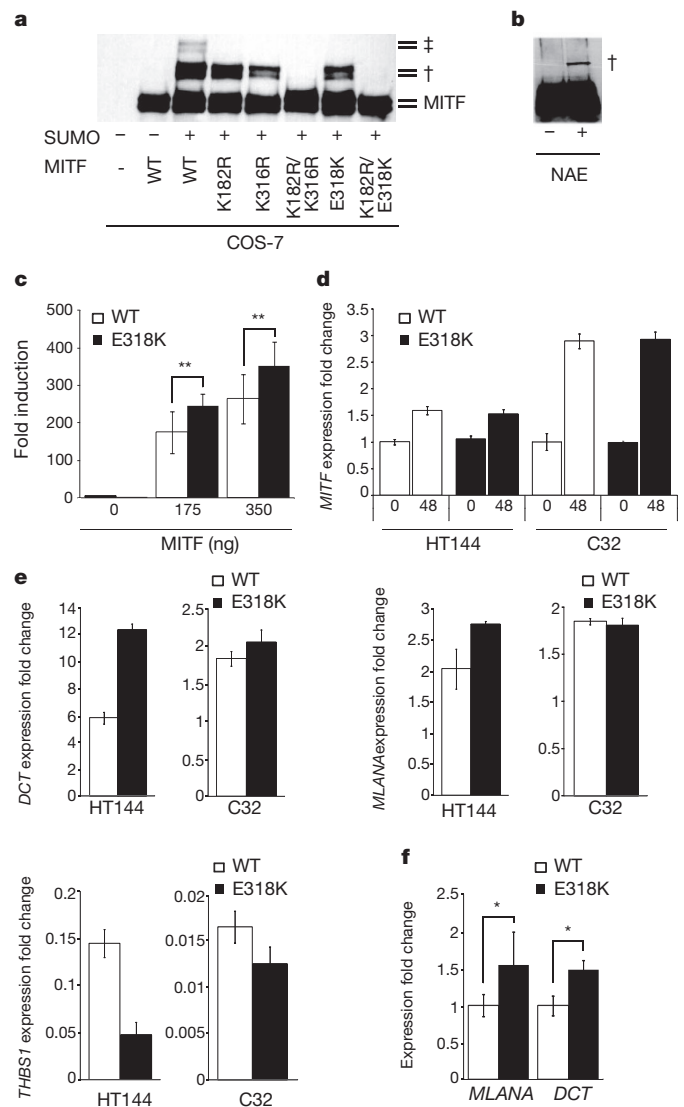 a
‡
†
MITF
SUMO – – + + + + + +
MITF - WT WT K182R K316R K182R/K316R E318K K182R/E318K
COS-7
b
†
– +
NAE
c
WT
E318K
Fold induction
500
400
300
200
100
0
**
**
0 175 350
MITF (ng)
d
WT
E318K
MITF expression fold change
3.5
3
2.5
2
1.5
1
0.5
0
0 48 0 48 0 48 0 48
HT144 C32
e
WT
E318K
DCT expression fold change
14
12
10
8
6
4
2
0
HT144
2.5
2
1.5
1
0.5
0
C32
WT
E318K
MLANAexpression fold change
3
2.5
2
1.5
1
0.5
0
HT144
2
1.5
1
0.5
0
C32
WT
E318K
THBS1 expression fold change
0.2
0.15
0.1
0.05
0
HT144
0.02
0.015
0.01
0.005
0
C32
f
WT
E318K
Expression fold change
2.5
2
1.5
1
0.5
0
*
*
MLANA DCT